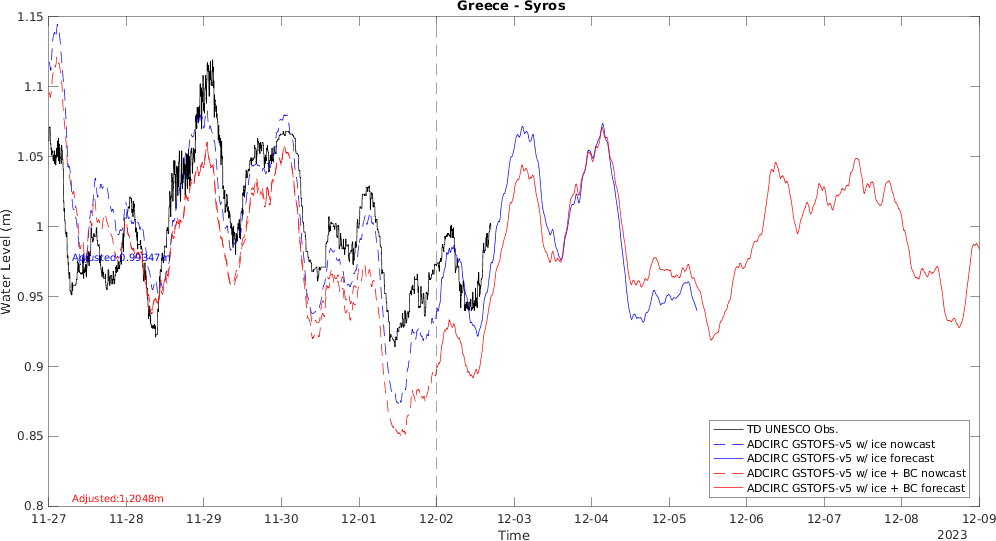 Greece - Syros
1.15
1.1
1.05
1
0.95
0.9
0.85
0.8
Water Level (m)
Adjusted:0.99347m
Adjusted:1.2048m
TD UNESCO Obs.
ADCIRC GSTOFS-v5 w/ ice nowcast
ADCIRC GSTOFS-v5 w/ ice forecast
ADCIRC GSTOFS-v5 w/ ice + BC nowcast
ADCIRC GSTOFS-v5 w/ ice + BC forecast
11-27 11-28 11-29 11-30 12-01 12-02 12-03 12-04 12-05 12-06 12-07 12-08 12-09
Time
2023